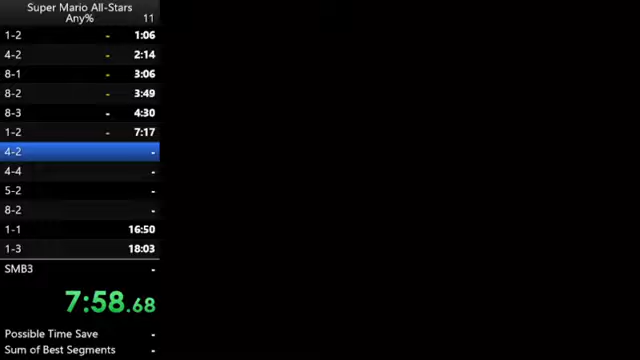 Super Mario All-Stars
Any% 11
1-2 - 1:06
4-2 - 2:14
8-1 - 3:06
8-2 - 3:49
8-3 - 4:30
1-2 - 7:17
4-2 -
4-4 -
5-2 -
8-2 -
1-1 16:50
1-3 18:03
SMB3 -
7:58.68
Possible Time Save -
Sum of Best Segments -